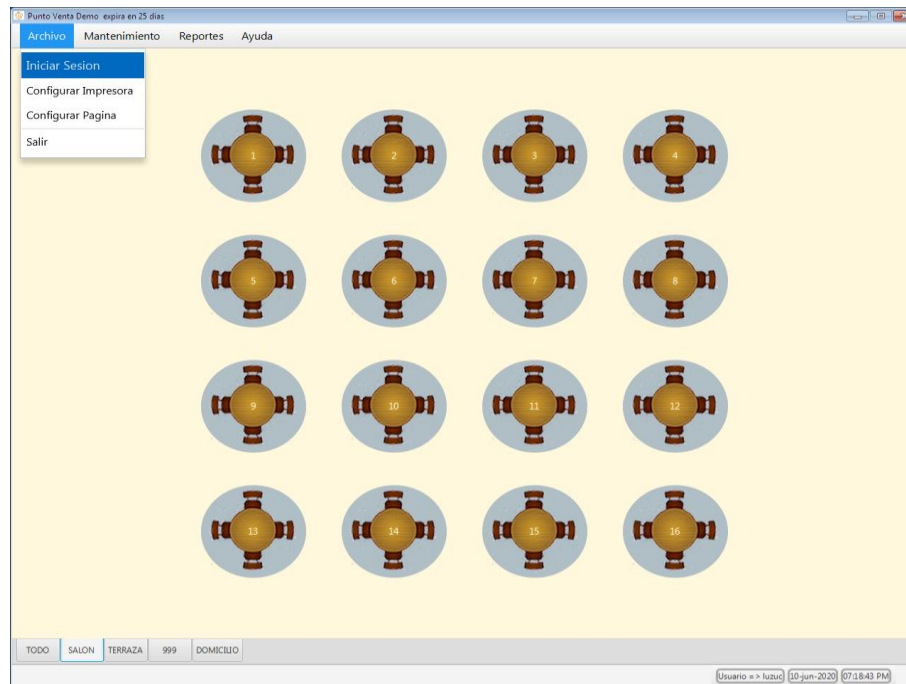 Punto Venta Demo expira en 25 dias
Archivo Mantenimiento Reportes Ayuda
Iniciar Sesion
Configurar Impresora
Configurar Pagina
Salir
1 2 3 4
5 6 7 8
9 10 11 12
13 14 15 16
TODO SALON TERRAZA 999 DOMICILIO
Usuario = > luzuc 10-jun-2020 07:18:43 PM